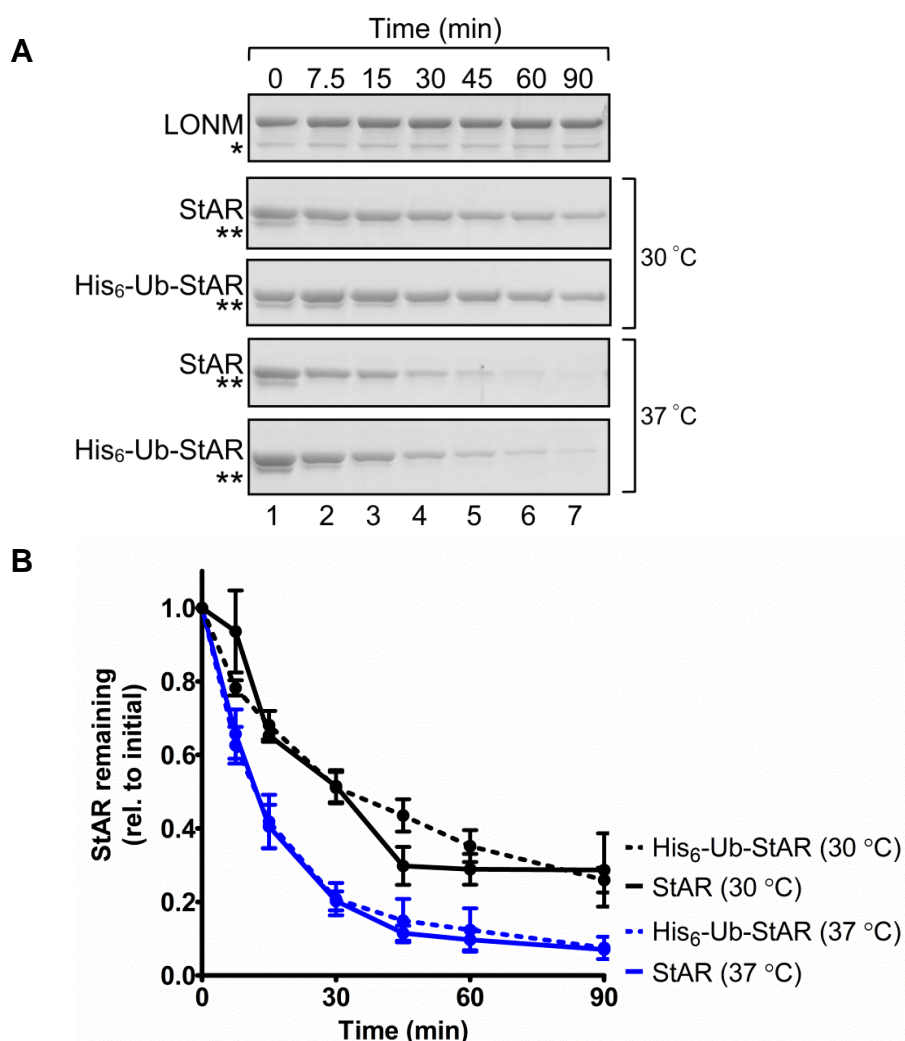 A
Time (min)
0 7.5 15 30 45 60 90
LONM
*
StAR
**
His₆-Ub-StAR
**
30 °C
StAR
**
His₆-Ub-StAR
**
37 °C
1 2 3 4 5 6 7
B
StAR remaining
(rel. to initial)
1.0
0.8
0.6
0.4
0.2
0.0
0 30 60 90
Time (min)
His₆-Ub-StAR (30 °C)
StAR (30 °C)
His₆-Ub-StAR (37 °C)
StAR (37 °C)